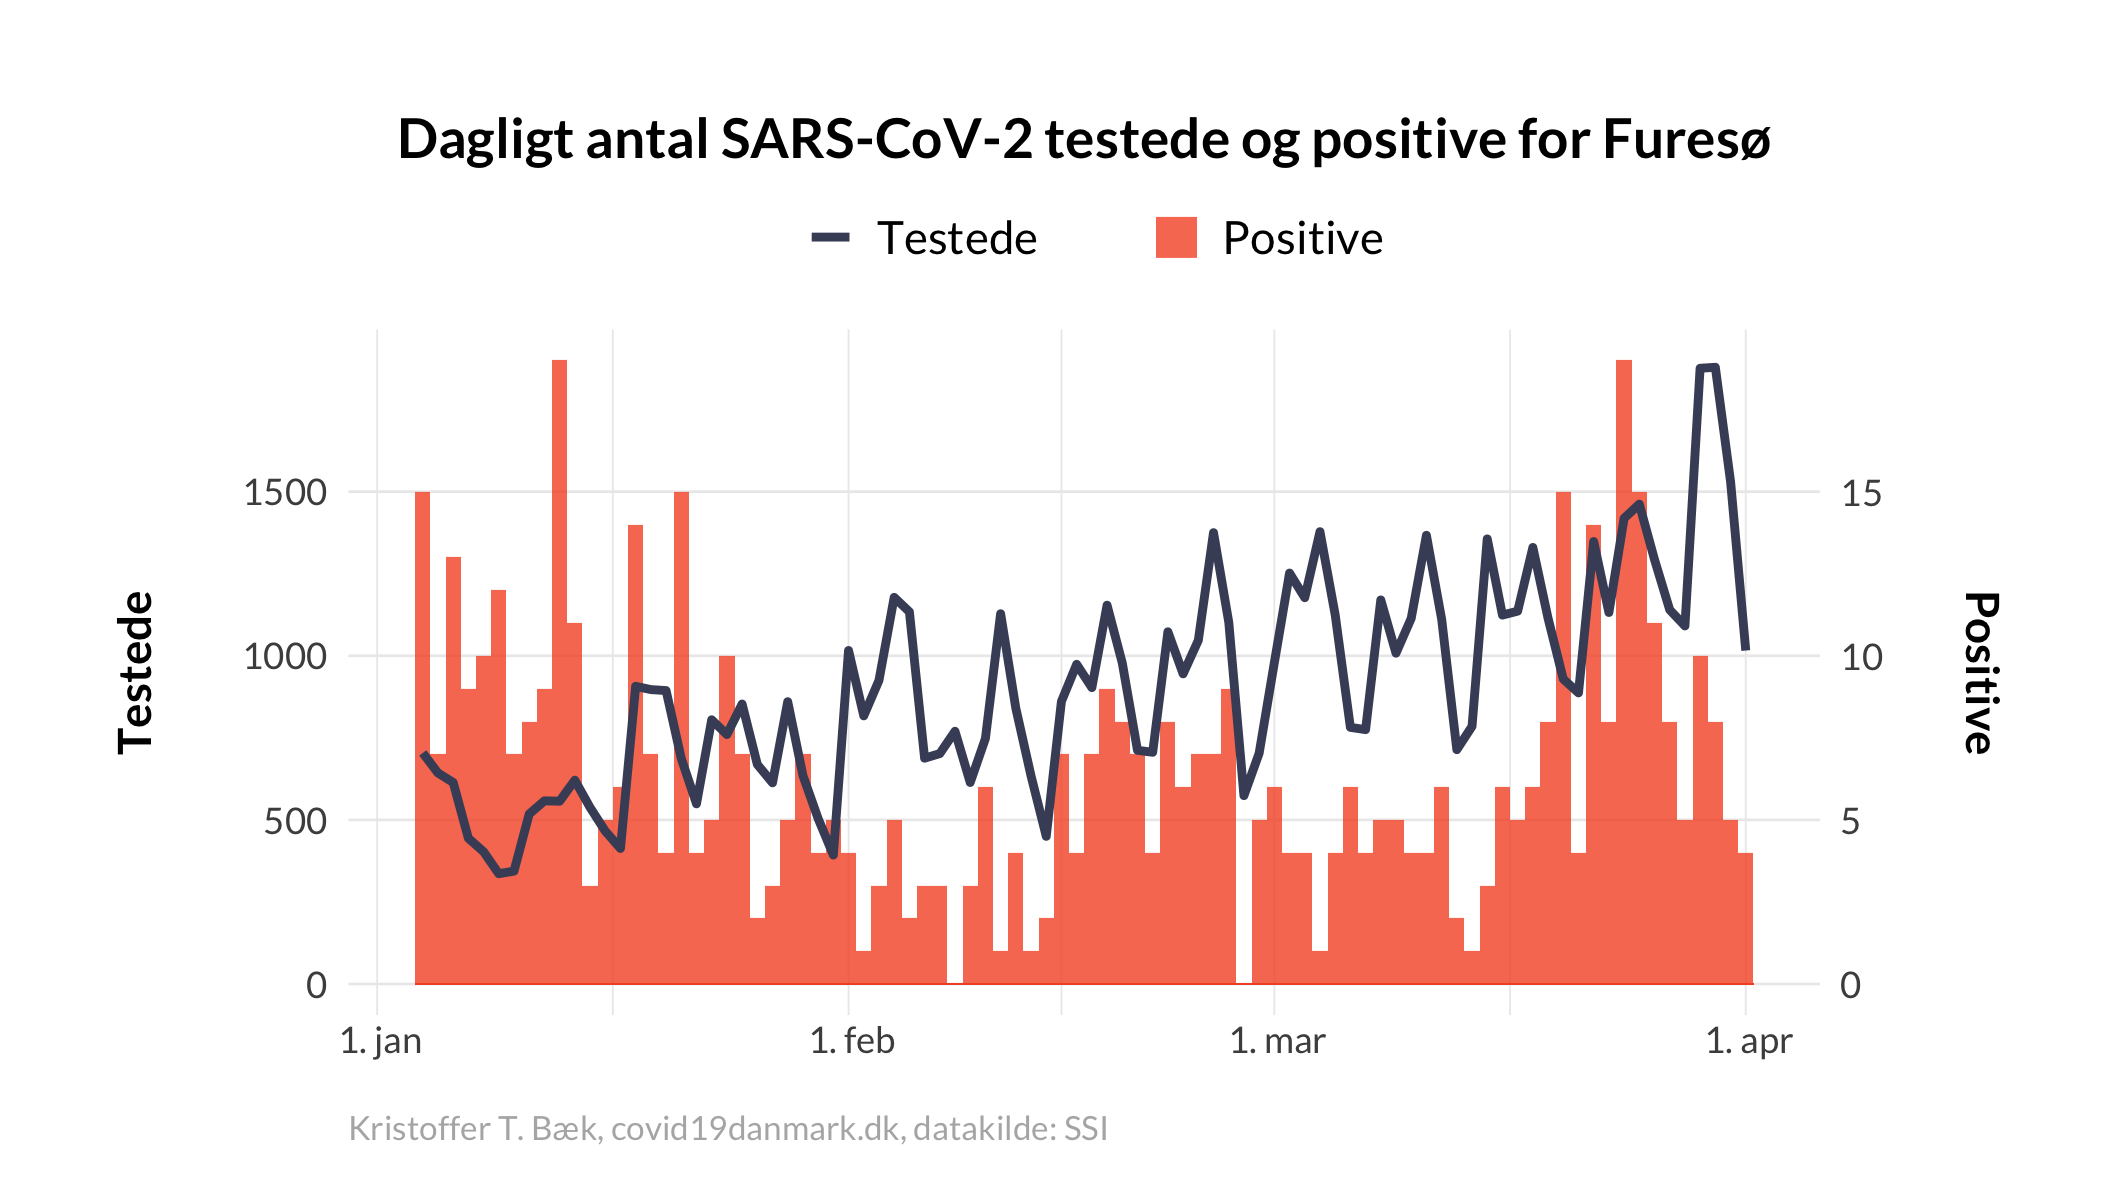 Dagligt antal SARS-CoV-2 testede og positive for Furesø
Testede
Positive
Testede
1500
1000
500
0
15
10
5
0
Positive
1. jan
1. feb
1. mar
1. apr
Kristoffer T. Bæk, covid19danmark.dk, datakilde: SSI